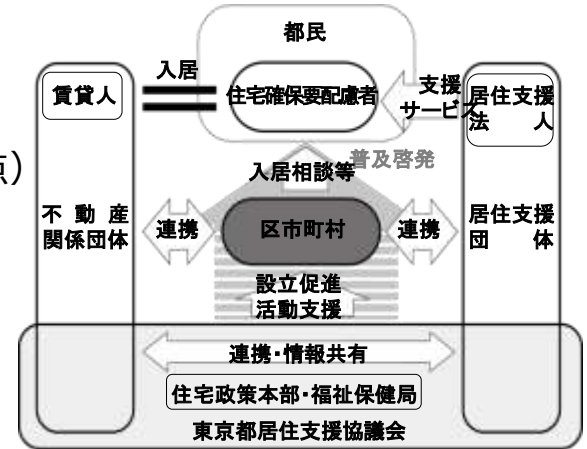 都民
入居
賃貸人
住宅確保要配慮者
支援
サービス
居住支援
法人
点）
普及啓発
入居相談等
不動産
関係団体
連携
区市町村
連携
居住支援
団体
設立促進
活動支援
連携・情報共有
住宅政策本部・福祉保健局
東京都居住支援協議会